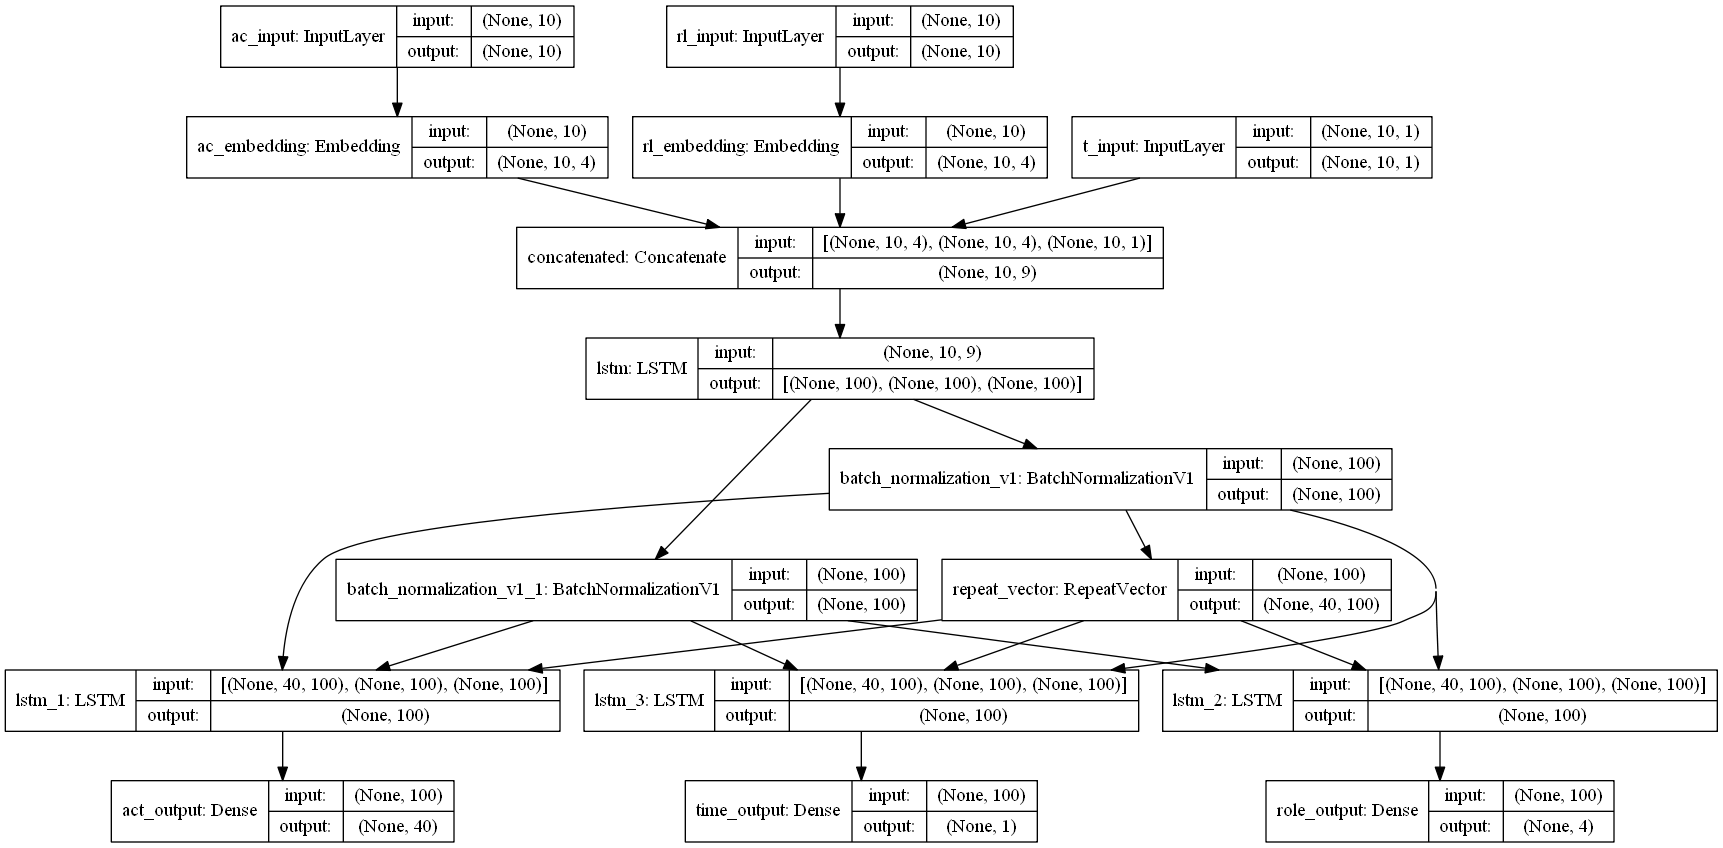 ac_input: InputLayer
input: (None, 10)
output: (None, 10)
rl_input: InputLayer
input: (None, 10)
output: (None, 10)
ac_embedding: Embedding
input: (None, 10)
output: (None, 10, 4)
rl_embedding: Embedding
input: (None, 10)
output: (None, 10, 4)
t_input: InputLayer
input: (None, 10, 1)
output: (None, 10, 1)
concatenated: Concatenate
input: [(None, 10, 4), (None, 10, 4), (None, 10, 1)]
output: (None, 10, 9)
lstm: LSTM
input: (None, 10, 9)
output: [(None, 100), (None, 100), (None, 100)]
batch_normalization_v1: BatchNormalizationV1
input: (None, 100)
output: (None, 100)
batch_normalization_v1_1: BatchNormalizationV1
input: (None, 100)
output: (None, 100)
repeat_vector: RepeatVector
input: (None, 100)
output: (None, 40, 100)
lstm_1: LSTM
input: [(None, 40, 100), (None, 100), (None, 100)]
output: (None, 100)
lstm_3: LSTM
input: [(None, 40, 100), (None, 100), (None, 100)]
output: (None, 100)
lstm_2: LSTM
input: [(None, 40, 100), (None, 100), (None, 100)]
output: (None, 100)
act_output: Dense
input: (None, 100)
output: (None, 40)
time_output: Dense
input: (None, 100)
output: (None, 1)
role_output: Dense
input: (None, 100)
output: (None, 4)